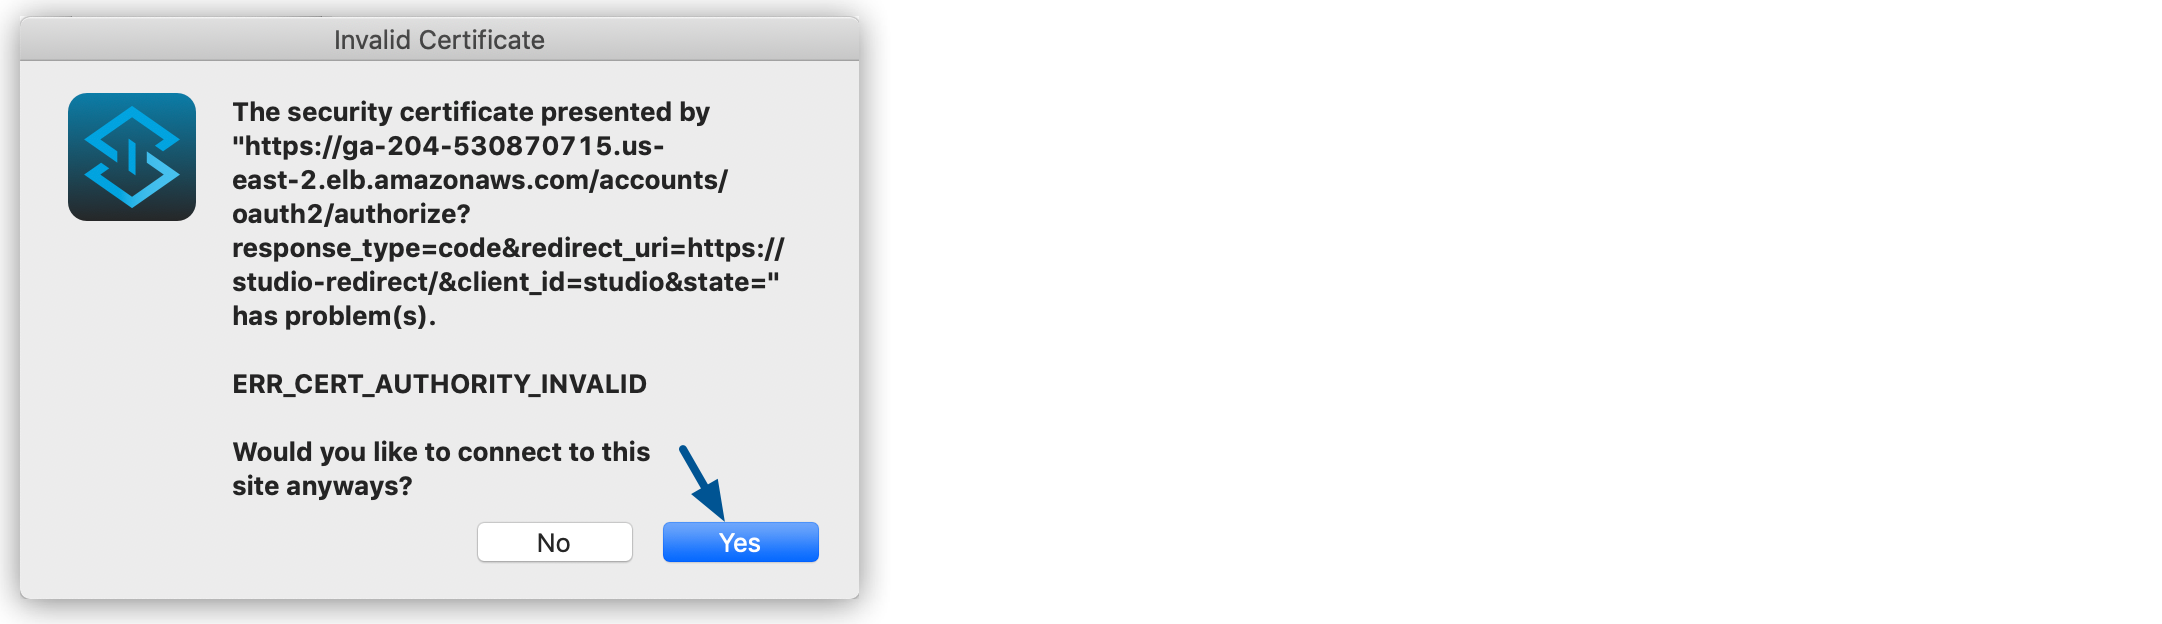 Invalid Certificate
The security certificate presented by
"https://ga-204-530870715.us-
east-2.elb.amazonaws.com/accounts/
oauth2/authorize?
response_type=code&redirect_uri=https://
studio-redirect/&client_id=studio&state="
has problem(s).
ERR_CERT_AUTHORITY_INVALID
Would you like to connect to this
site anyways?
No
Yes